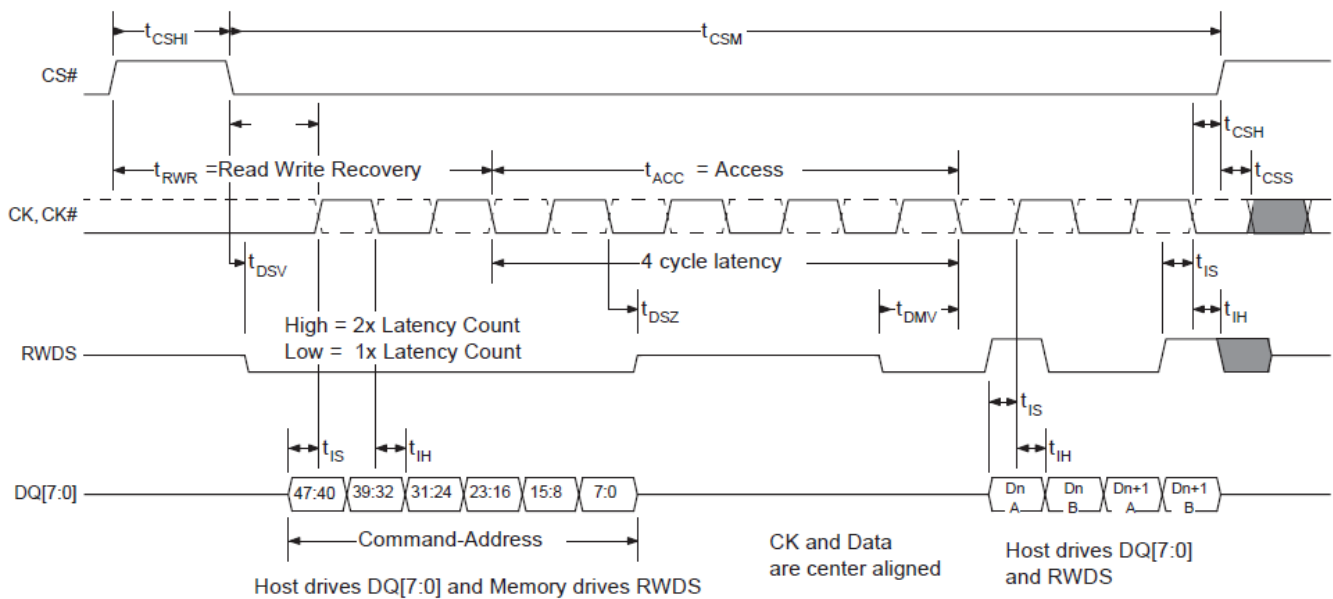 tCSHI
tCSM
CS#
tCSH
tRWR =Read Write Recovery
tACC = Access
tCSS
CK, CK#
tDSV
4 cycle latency
tIS
tDSZ
tDMV
tIH
High = 2x Latency Count
Low = 1x Latency Count
RWDS
tIS
tIS
tIH
tIH
DQ[7:0]
47:40 39:32 31:24 23:16 15:8 7:0
Dn A
Dn B
Dn+1 A
Dn+1 B
Command-Address
CK and Data
are center aligned
Host drives DQ[7:0]
and RWDS
Host drives DQ[7:0] and Memory drives RWDS